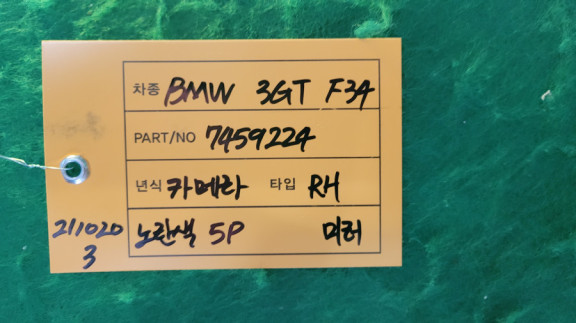 차종 BMW 3GT F34
PART/NO 7459224
년식 카메라 타입 RH
노란색 5P 미러
211020
3